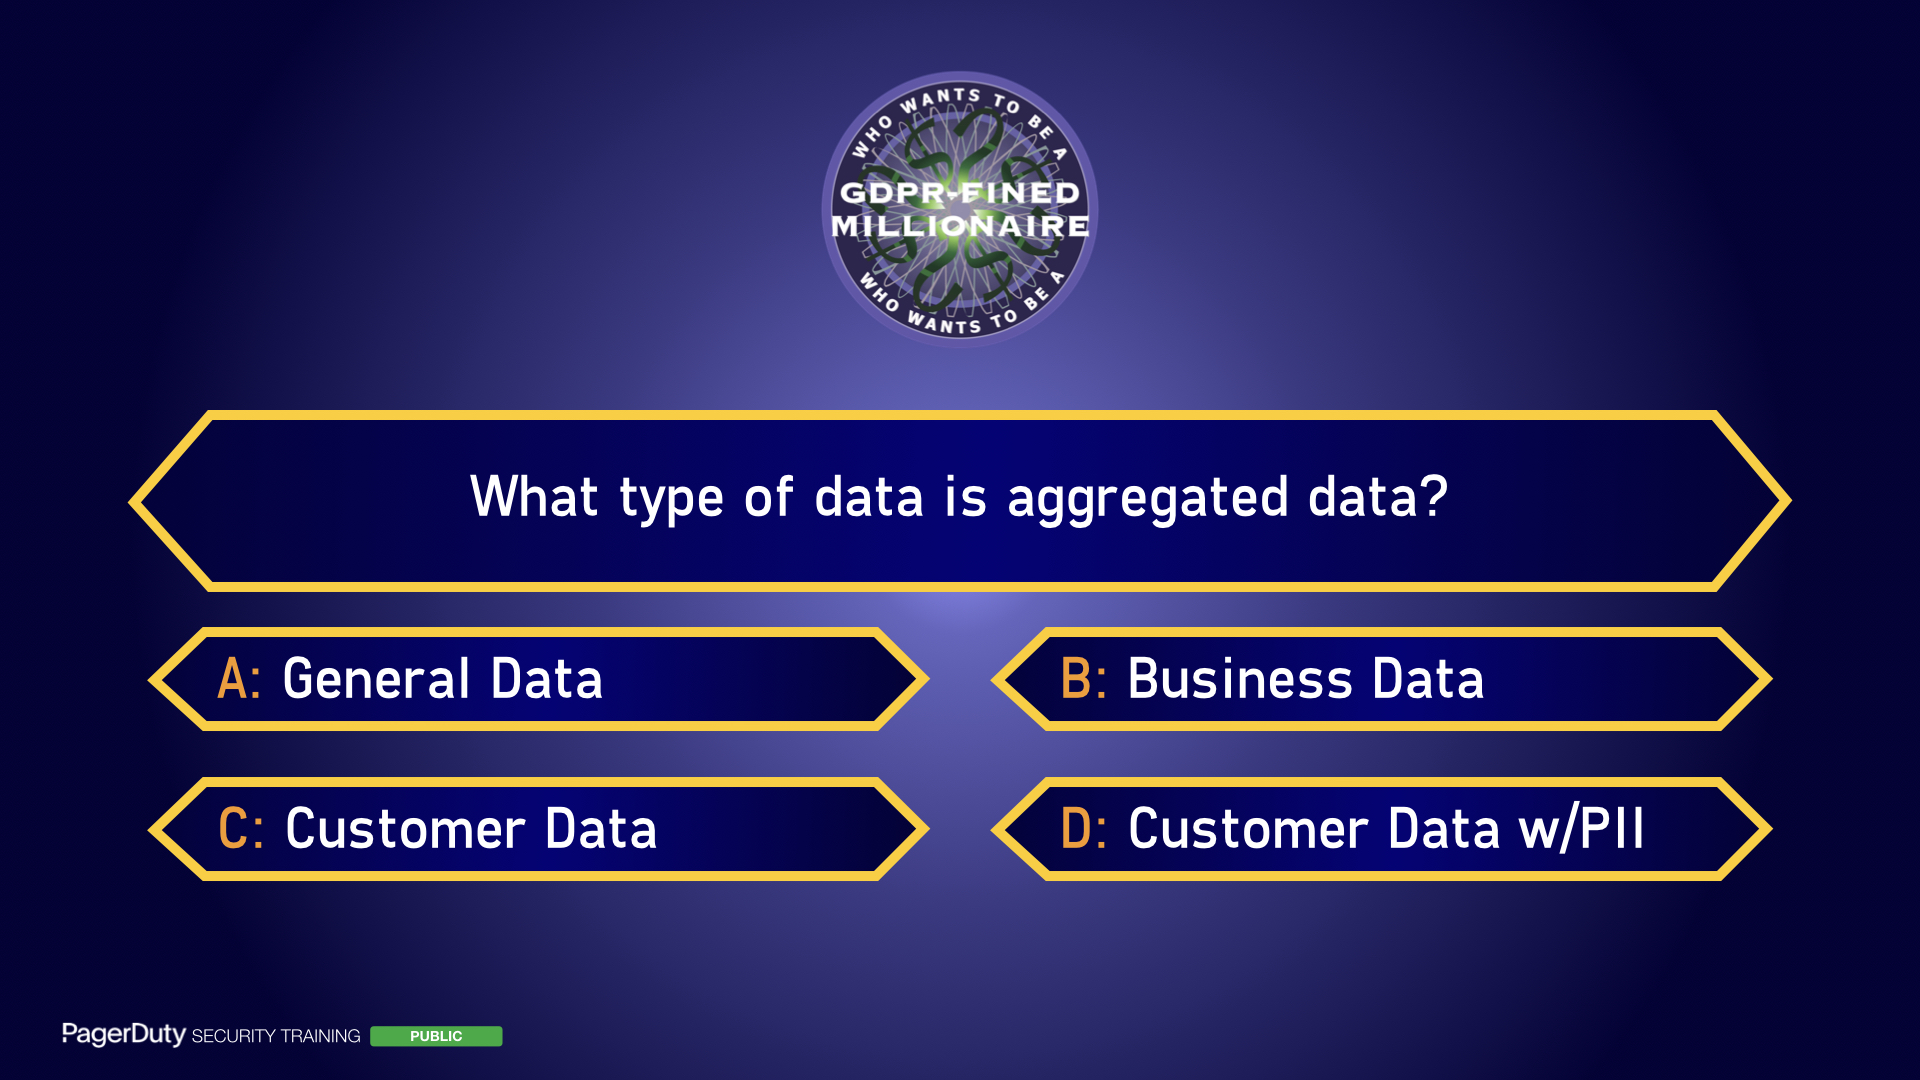 WHO WANTS TO BE A
GDPR-FINED
MILLIONAIRE
WHO WANTS TO BE A
What type of data is aggregated data?
A: General Data
B: Business Data
C: Customer Data
D: Customer Data w/PII
PagerDuty SECURITY TRAINING PUBLIC